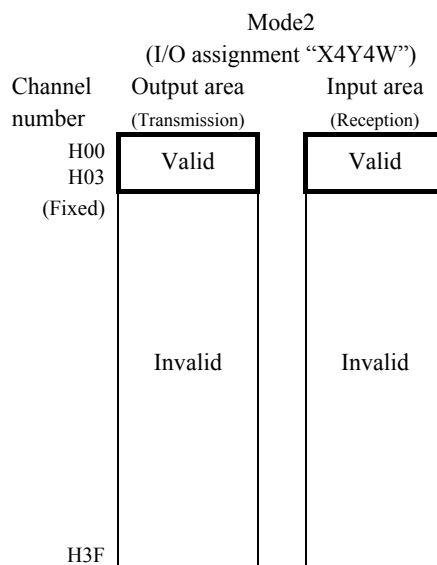 Mode2
(I/O assignment “X4Y4W”)
Channel number
Output area
(Transmission)
Input area
(Reception)
H00
H03
(Fixed)
Valid
Valid
Invalid
Invalid
H3F